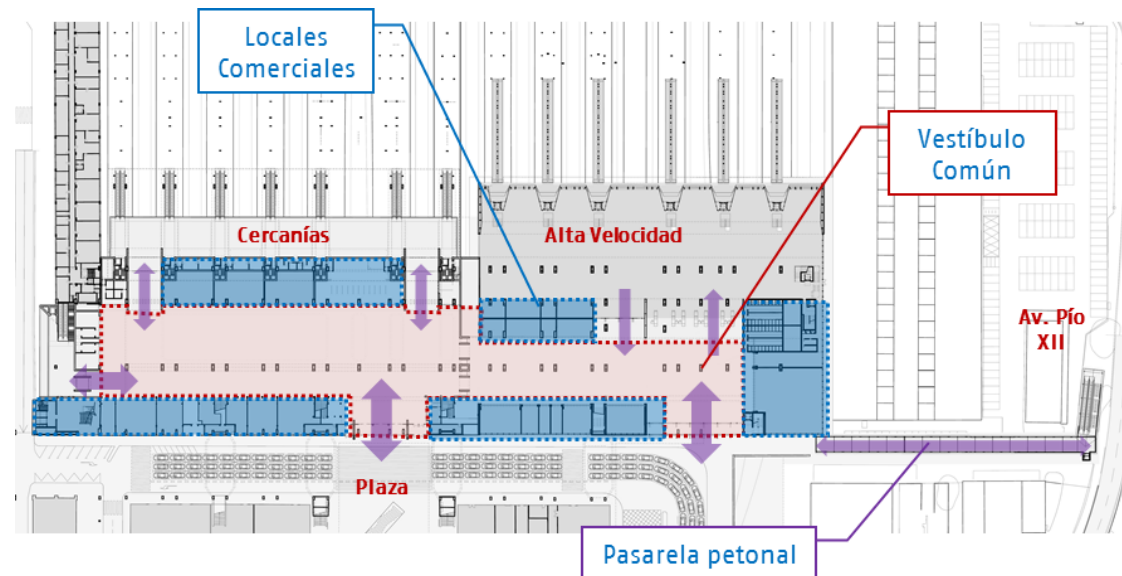 Locales
Comerciales
Vestíbulo
Común
Cercanías
Alta Velocidad
Av. Pío
XII
Plaza
Pasarela petonal